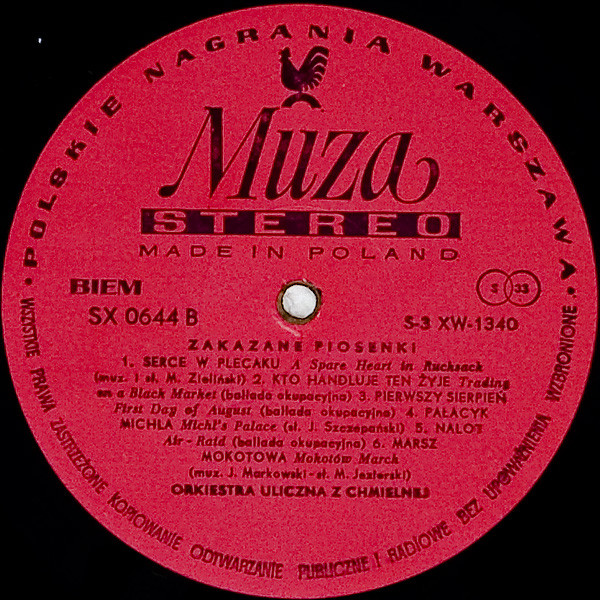 • POLSKIE NAGRANIA WARSZAWA •
Muza
STEREO
MADE IN POLAND
BIEM
S 33
SX 0644 B
S-3 XW-1340
ZAKAZANE PIOSENKI
1. SERCE W PLECAKU A Spare Heart in Rucksack
(muz. i sł. M. Zieliński) 2. KTO HANDLUJE TEN ŻYJE Trading
on a Black Market (ballada okupacyjna) 3. PIERWSZY SIERPIEŃ
First Day of August (ballada okupacyjna) 4. PAŁACYK
MICHLA Michl's Palace (sł. J. Szczepański) 5. NALOT
Air-Raid (ballada okupacyjna) 6. MARSZ
MOKOTOWA Mokotów March
(muz. J. Markowski-sł. M. Jezierski)
ORKIESTRA ULICZNA Z CHMIELNEJ
WSZYSTKIE PRAWA ZASTRZEŻONE KOPIOWANIE ODTWARZANIE PUBLICZNE I RADIOWE BEZ UPOWAŻNIENIA WZBRONIONE